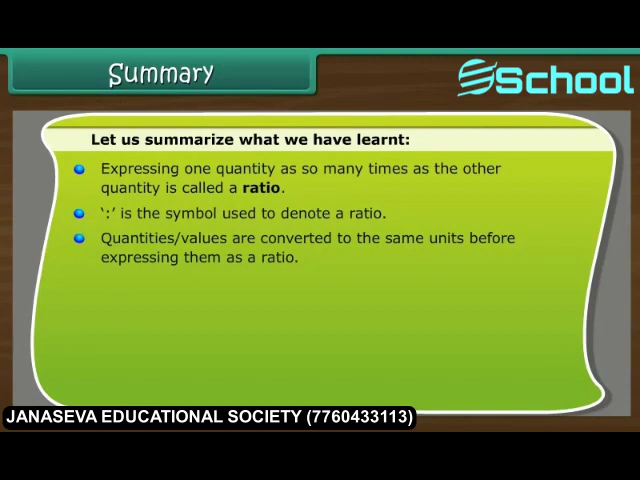 Summary
School
Let us summarize what we have learnt:
Expressing one quantity as so many times as the other
quantity is called a ratio.
‘:’ is the symbol used to denote a ratio.
Quantities/values are converted to the same units before
expressing them as a ratio.
JANASEVA EDUCATIONAL SOCIETY (7760433113)